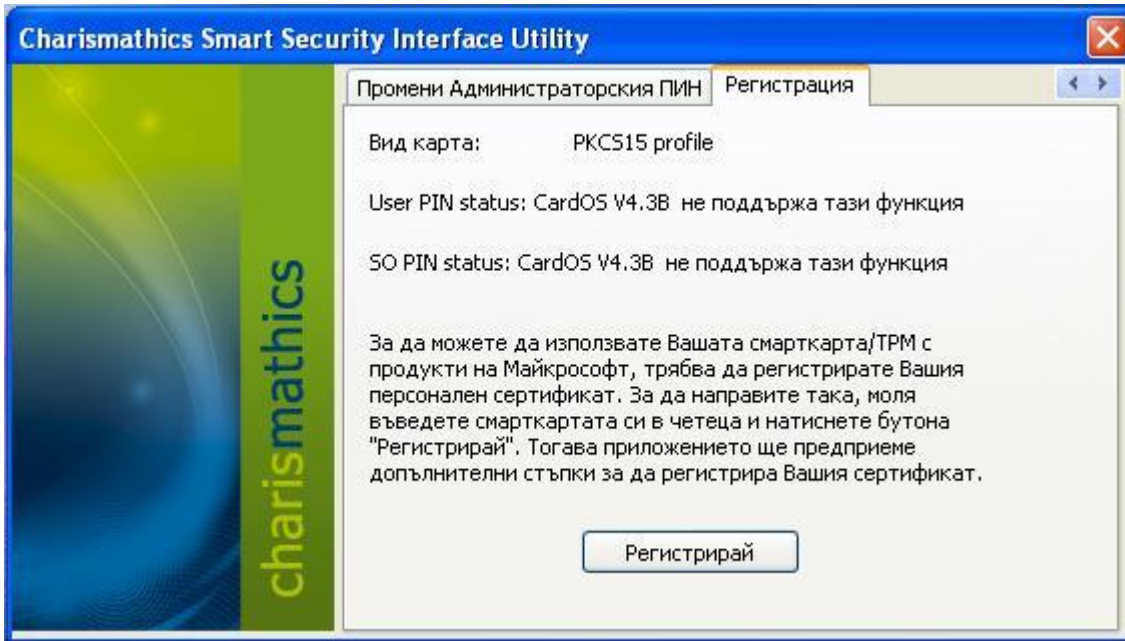 Charismathics Smart Security Interface Utility
Промени Администраторския ПИН
Регистрация
charismathics
Вид карта: PKCS15 profile
User PIN status: CardOS V4.3B не поддържа тази функция
SO PIN status: CardOS V4.3B не поддържа тази функция
За да можете да използвате Вашата смарткарта/TPM с
продукти на Майкрософт, трябва да регистрирате Вашия
персонален сертификат. За да направите така, моля
въведете смарткартата си в четеца и натиснете бутона
"Регистрирай". Тогава приложението ще предприеме
допълнителни стъпки за да регистрира Вашия сертификат.
Регистрирай